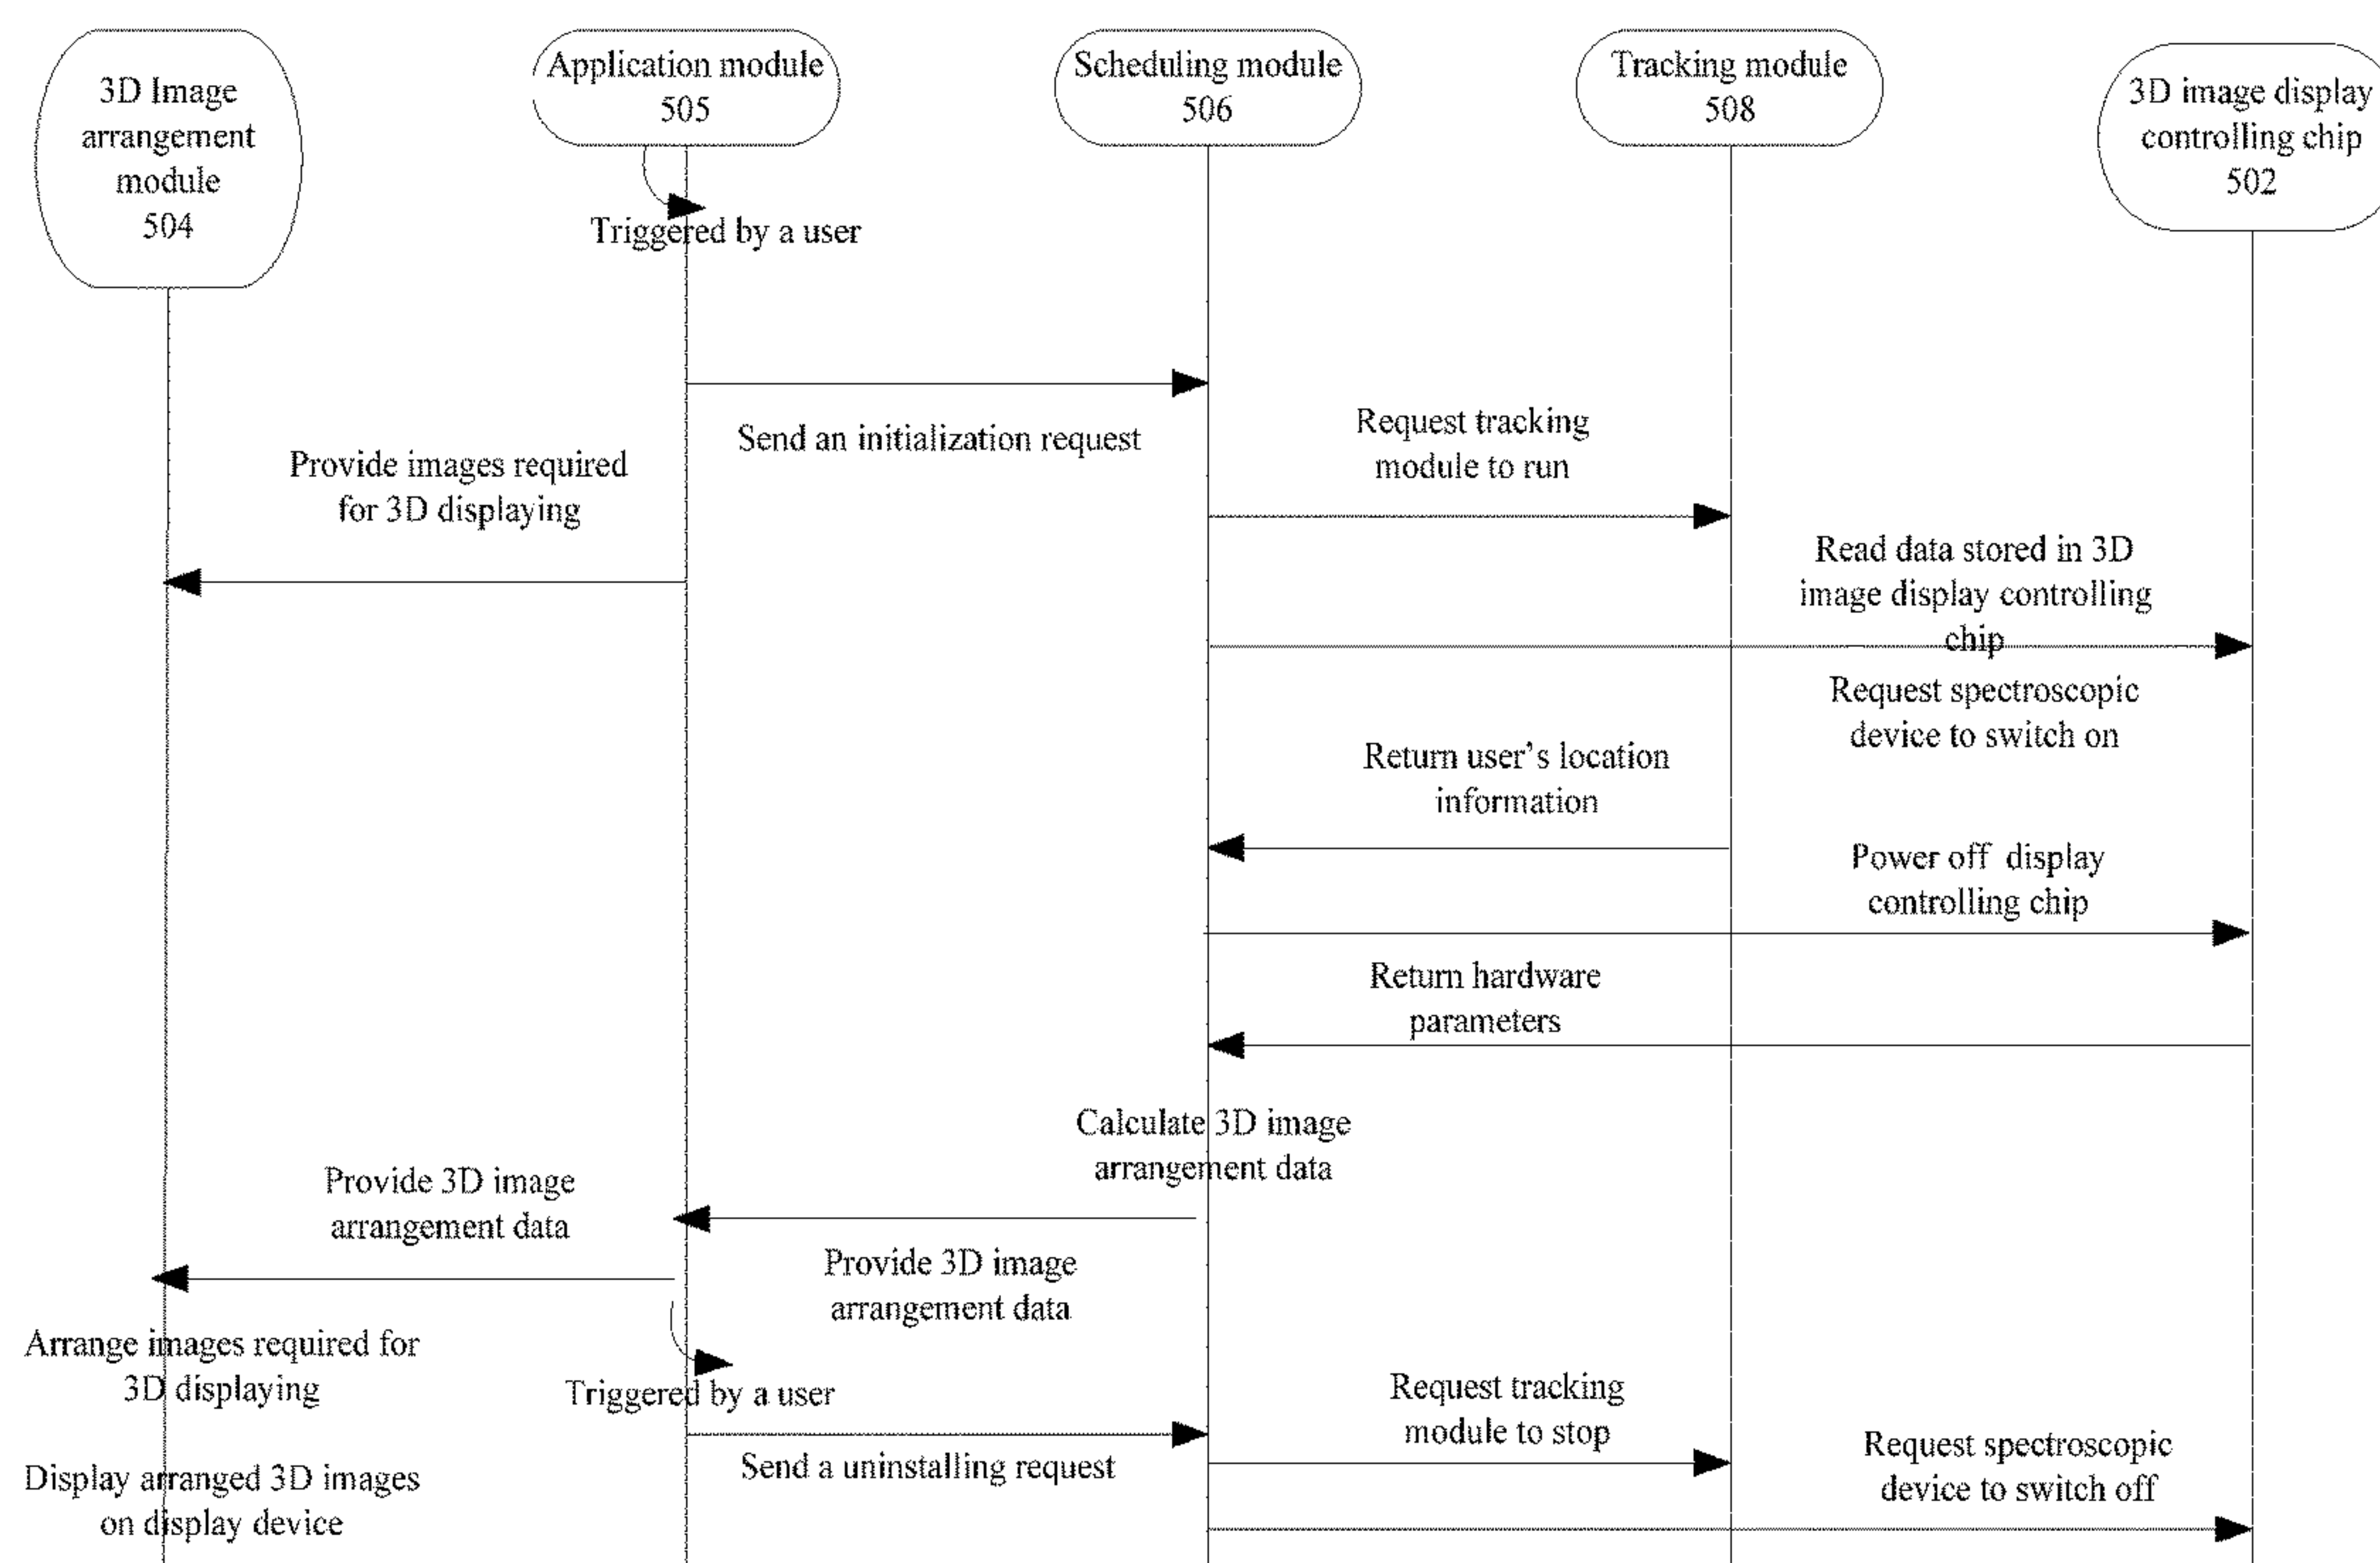 3D Image
arrangement
module
504
Application module
505
Scheduling module
506
Tracking module
508
3D image display
controlling chip
502
Triggered by a user
Send an initialization request
Provide images required
for 3D displaying
Request tracking
module to run
Read data stored in 3D
image display controlling
chip
Request spectroscopic
device to switch on
Return user's location
information
Power off display
controlling chip
Return hardware
parameters
Calculate 3D image
arrangement data
Provide 3D image
arrangement data
Provide 3D image
arrangement data
Arrange images required for
3D displaying
Triggered by a user
Send a uninstalling request
Request tracking
module to stop
Request spectroscopic
device to switch off
Display arranged 3D images
on display device